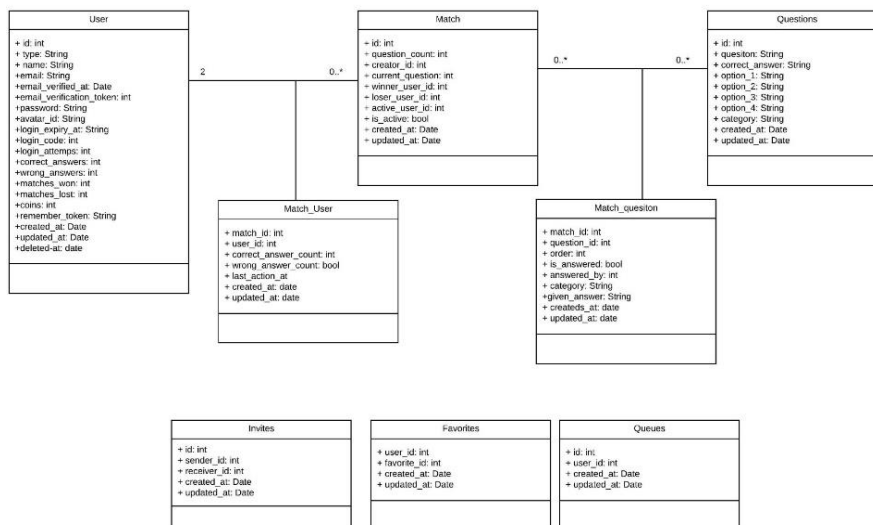 User
+ id: int
+ type: String
+ name: String
+email: String
+email_verified_at: Date
+email_verification_token: int
+password: String
+avatar_id: String
+login_expiry_at: String
+login_code: int
+login_attemps: int
+correct_answers: int
+wrong_answers: int
+matches_won: int
+matches_lost: int
+coins: int
+remember_token: String
+created_at: Date
+updated_at: Date
+deleted-at: date
2
0..*
Match
+ id: int
+ question_count: int
+ creator_id: int
+ current_question: int
+ winner_user_id: int
+ loser_user_id: int
+ active_user_id: int
+ is_active: bool
+ created_at: Date
+ updated_at: Date
0..*
0..*
Questions
+ id: int
+ quesiton: String
+ correct_answer: String
+ option_1: String
+ option_2: String
+ option_3: String
+ option_4: String
+ category: String
+ created_at: Date
+ updated_at: Date
Match_User
+ match_id: int
+ user_id: int
+ correct_answer_count: int
+ wrong_answer_count: bool
+ last_action_at
+ created_at: date
+ updated_at: date
Match_quesiton
+ match_id: int
+ question_id: int
+ order: int
+ is_answered: bool
+ answered_by: int
+ category: String
+given_answer: String
+ createds_at: date
+ updated_at: date
Invites
+ id: int
+ sender_id: int
+ receiver_id: int
+ created_at: Date
+ updated_at: Date
Favorites
+ user_id: int
+ favorite_id: int
+ created_at: Date
+ updated_at: Date
Queues
+ id: int
+ user_id: int
+ created_at: Date
+ updated_at: Date